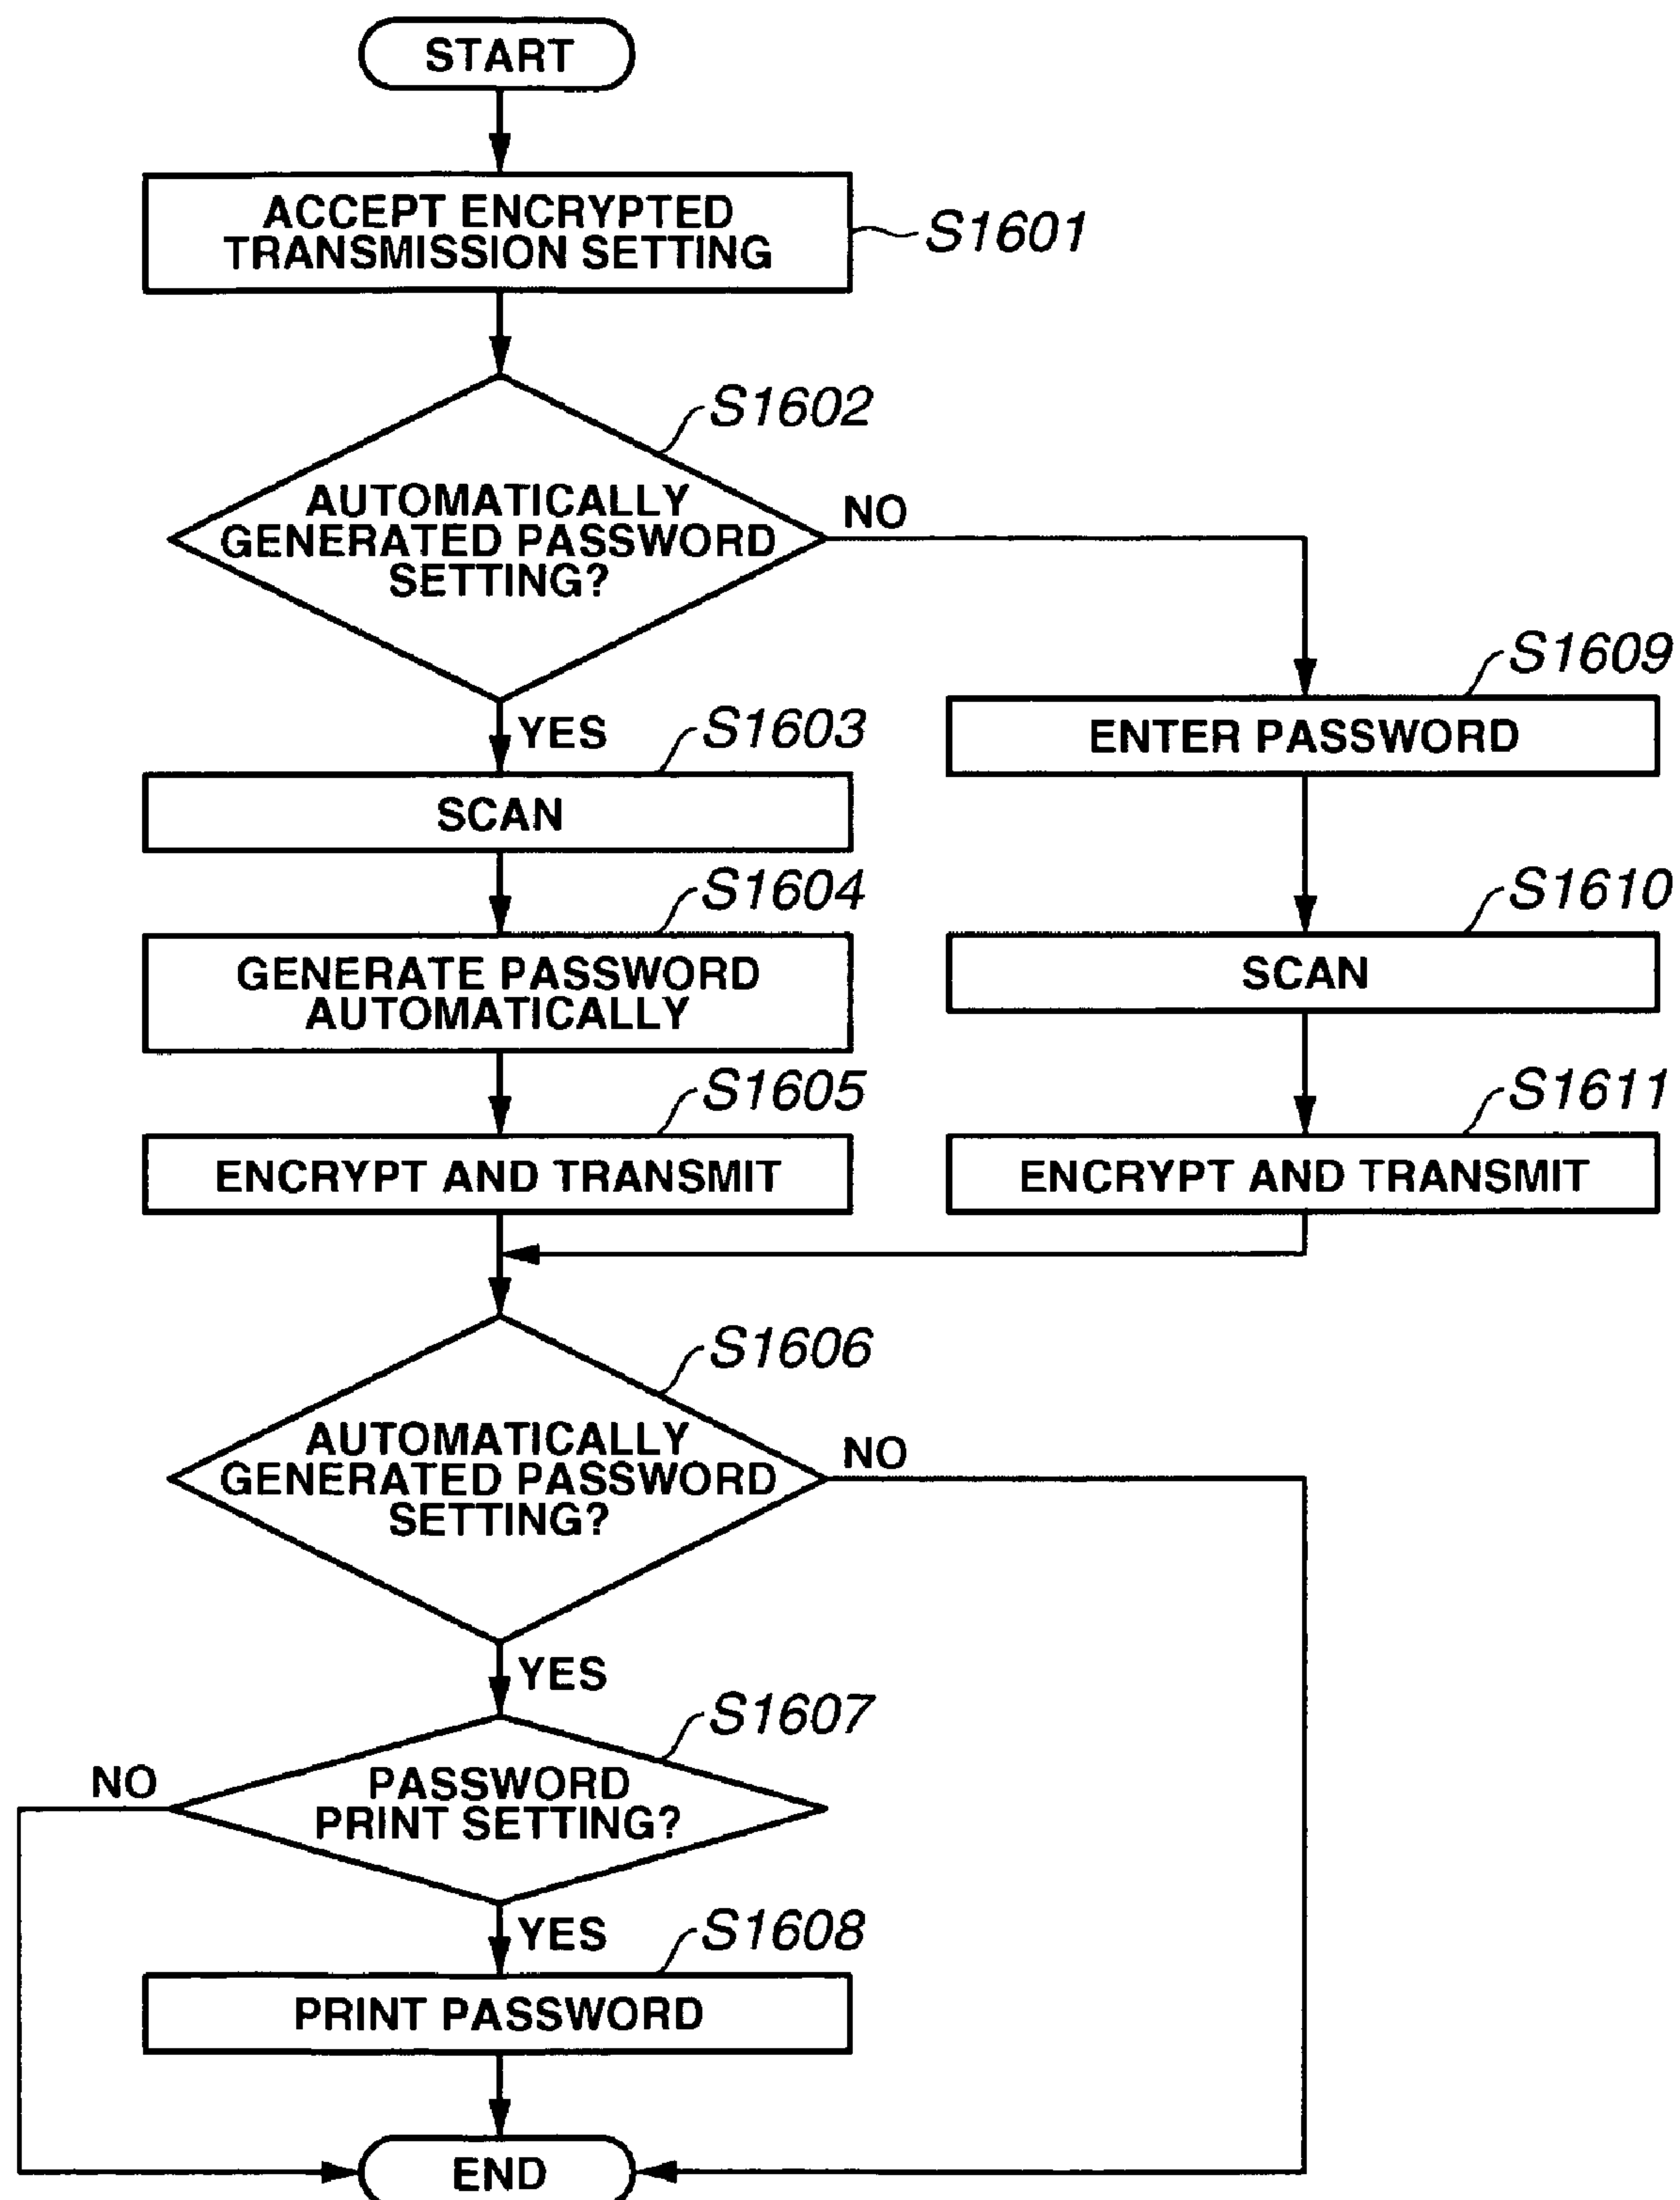 START
ACCEPT ENCRYPTED
TRANSMISSION SETTING
S1601
S1602
AUTOMATICALLY
GENERATED PASSWORD
SETTING?
NO
YES
S1603
SCAN
S1604
GENERATE PASSWORD
AUTOMATICALLY
S1605
ENCRYPT AND TRANSMIT
S1609
ENTER PASSWORD
S1610
SCAN
S1611
ENCRYPT AND TRANSMIT
S1606
AUTOMATICALLY
GENERATED PASSWORD
SETTING?
NO
YES
S1607
PASSWORD
PRINT SETTING?
NO
YES
S1608
PRINT PASSWORD
END